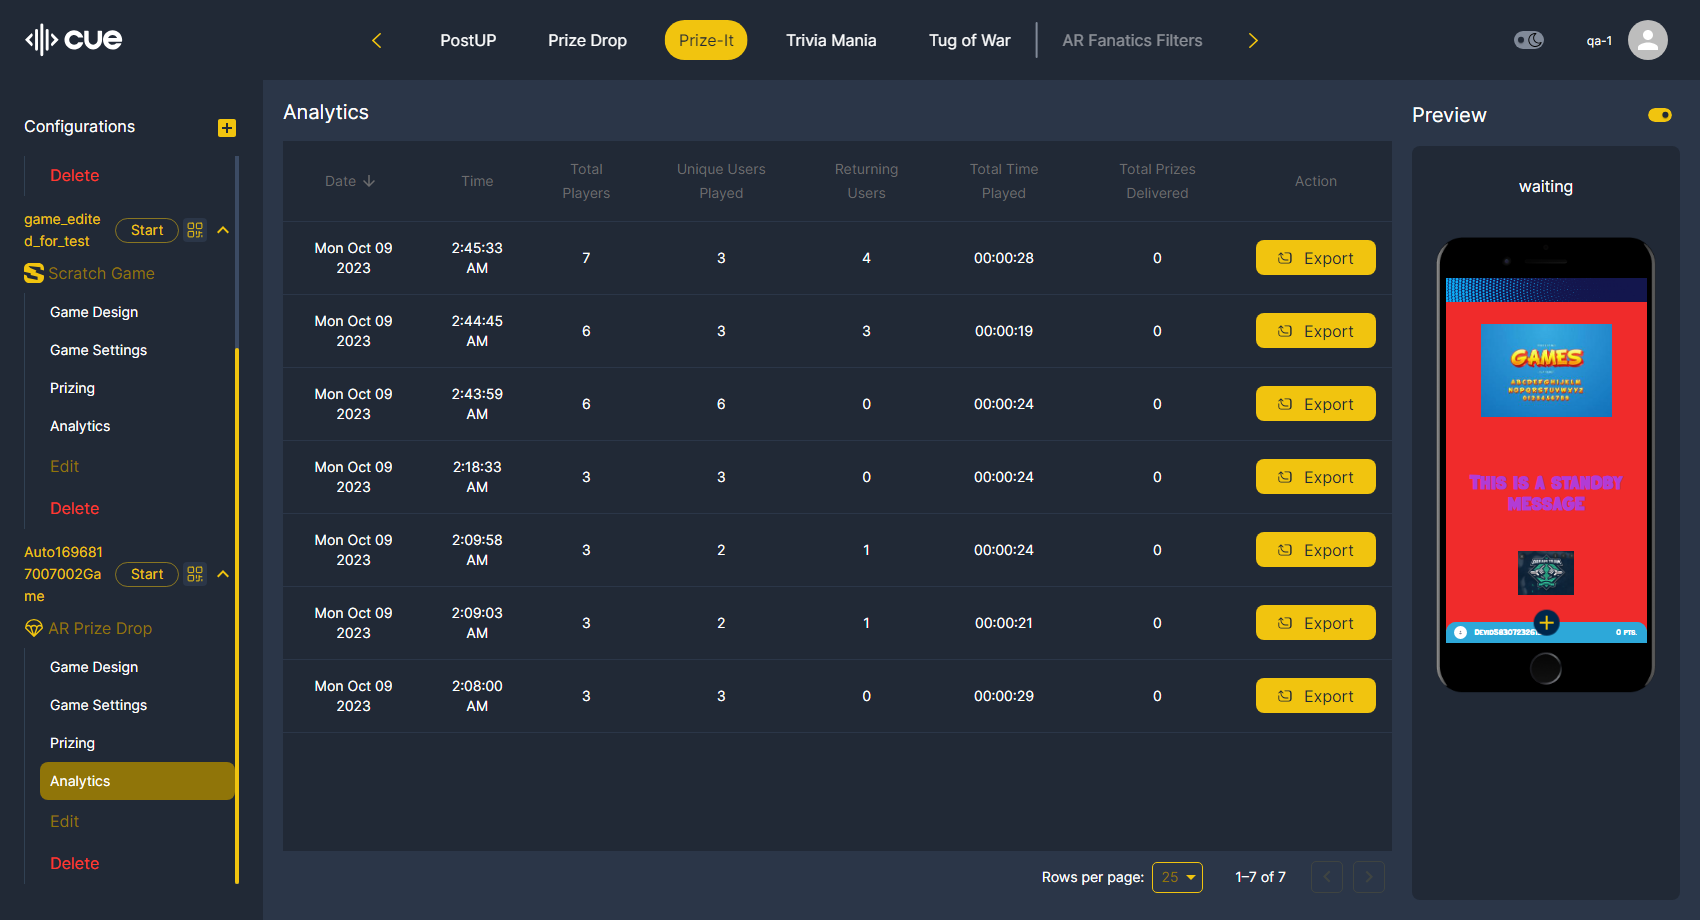 cue
PostUP
Prize Drop
Prize-It
Trivia Mania
Tug of War
AR Fanatics Filters
qa-1
Configurations
Delete
game_edite
d_for_test
Start
Scratch Game
Game Design
Game Settings
Prizing
Analytics
Edit
Delete
Auto169681
7007002Ga
me
Start
AR Prize Drop
Game Design
Game Settings
Prizing
Analytics
Edit
Delete
Analytics
Date
Time
Total
Players
Unique Users
Played
Returning
Users
Total Time
Played
Total Prizes
Delivered
Action
Mon Oct 09
2023
2:45:33
AM
7
3
4
00:00:28
0
Export
Mon Oct 09
2023
2:44:45
AM
6
3
3
00:00:19
0
Export
Mon Oct 09
2023
2:43:59
AM
6
6
0
00:00:24
0
Export
Mon Oct 09
2023
2:18:33
AM
3
3
0
00:00:24
0
Export
Mon Oct 09
2023
2:09:58
AM
3
2
1
00:00:24
0
Export
Mon Oct 09
2023
2:09:03
AM
3
2
1
00:00:21
0
Export
Mon Oct 09
2023
2:08:00
AM
3
3
0
00:00:29
0
Export
Rows per page:
25
1–7 of 7
Preview
waiting
GAMES
ABCDEFGHIJKLM
NOPQRSTUVWXYZ
THIS IS A STANDBY
MESSAGE
0 PTS.